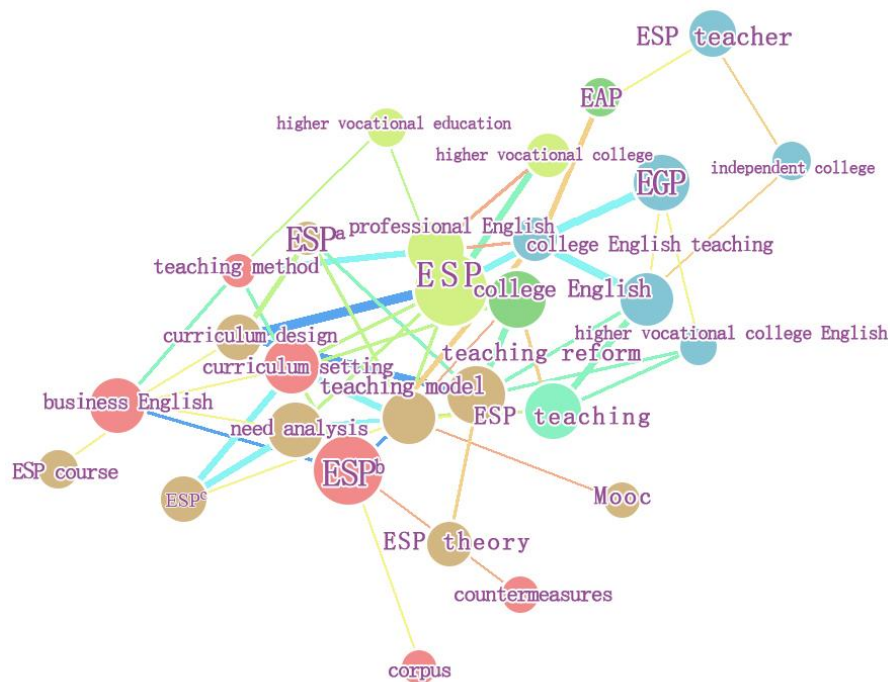 ESP teacher
EAP
higher vocational education
higher vocational college
independent college
EGP
ESPᵃ
professional English
college English teaching
teaching method
ESP
college English
curriculum design
higher vocational college English
teaching reform
curriculum setting
teaching model
business English
ESP teaching
need analysis
ESP course
ESPᵇ
ESPᶜ
Mooc
ESP theory
countermeasures
corpus